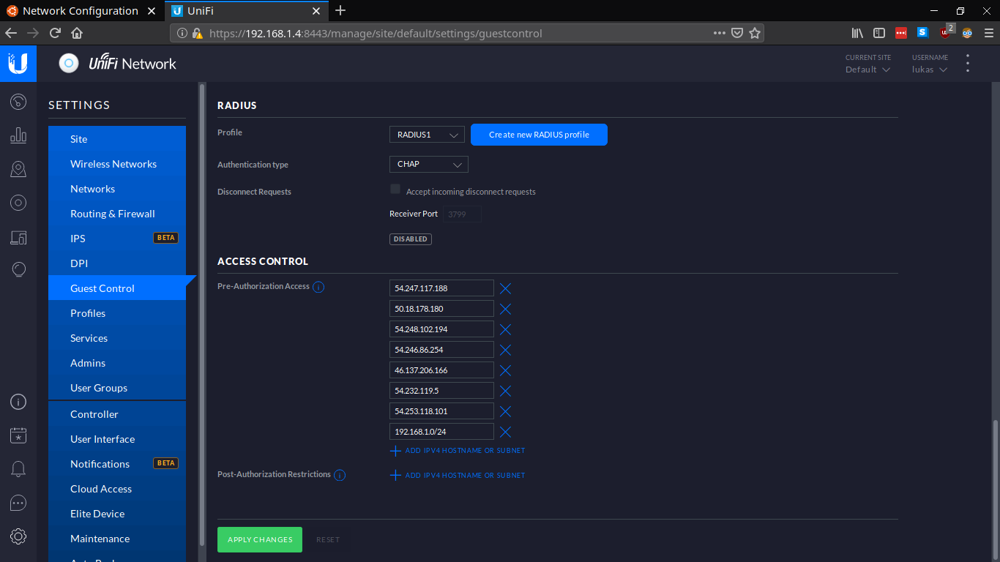 Network Configuration
UniFi
https://192.168.1.4:8443/manage/site/default/settings/guestcontrol
2
UniFi Network
CURRENT SITE
Default
USERNAME
lukas
SETTINGS
Site
Wireless Networks
Networks
Routing & Firewall
IPS BETA
DPI
Guest Control
Profiles
Services
Admins
User Groups
Controller
User Interface
Notifications BETA
Cloud Access
Elite Device
Maintenance
RADIUS
Profile RADIUS1 Create new RADIUS profile
Authentication type CHAP
Disconnect Requests Accept incoming disconnect requests
Receiver Port 3799
DISABLED
ACCESS CONTROL
Pre-Authorization Access 54.247.117.188
50.18.178.180
54.248.102.194
54.246.86.254
46.137.206.166
54.232.119.5
54.253.118.101
192.168.1.0/24
ADD IPV4 HOSTNAME OR SUBNET
Post-Authorization Restrictions ADD IPV4 HOSTNAME OR SUBNET
APPLY CHANGES RESET